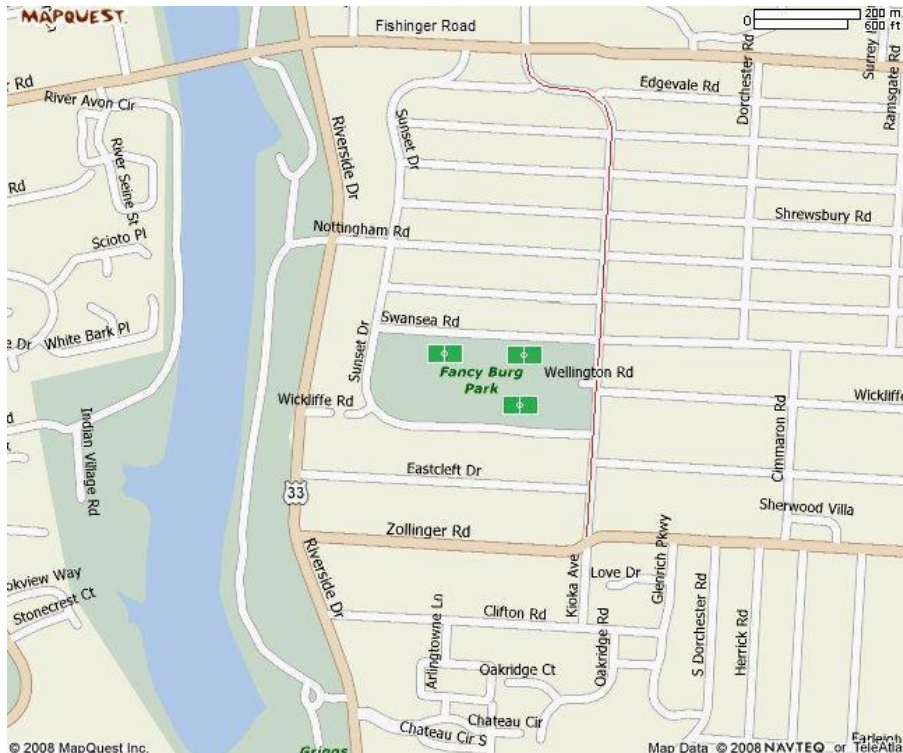 MAPQUEST.
Fishinger Road
0
200 m
600 ft
Rd
River Avon Cir
Edgevale Rd
Dorchester Rd
Ramsgate Rd
Sunset Dr
Riverside Dr
River Seine St
Rd
Scioto Pl
Nottingham Rd
Shrewsbury Rd
White Bark Pl
Dr
Sunset Dr
Swansea Rd
Fancy Burg
Park
Wellington Rd
Wickliffe Rd
Wickliffe
Cimmaron Rd
Indian Village Rd
Eastcleft Dr
33
Sherwood Villa
Zollinger Rd
Riverside Dr
Kioka Ave
Love Dr
Glenrich Pkwy
Stonecrest Ct
Clifton Rd
Arlingtowne Ln
Oakridge Rd
S Dorchester Rd
Herrick Rd
Oakridge Ct
Chateau Cir
Chateau Cir S
Griggs
© 2008 MapQuest Inc.
Map Data © 2008 NAVTEQ or TeleAtlas